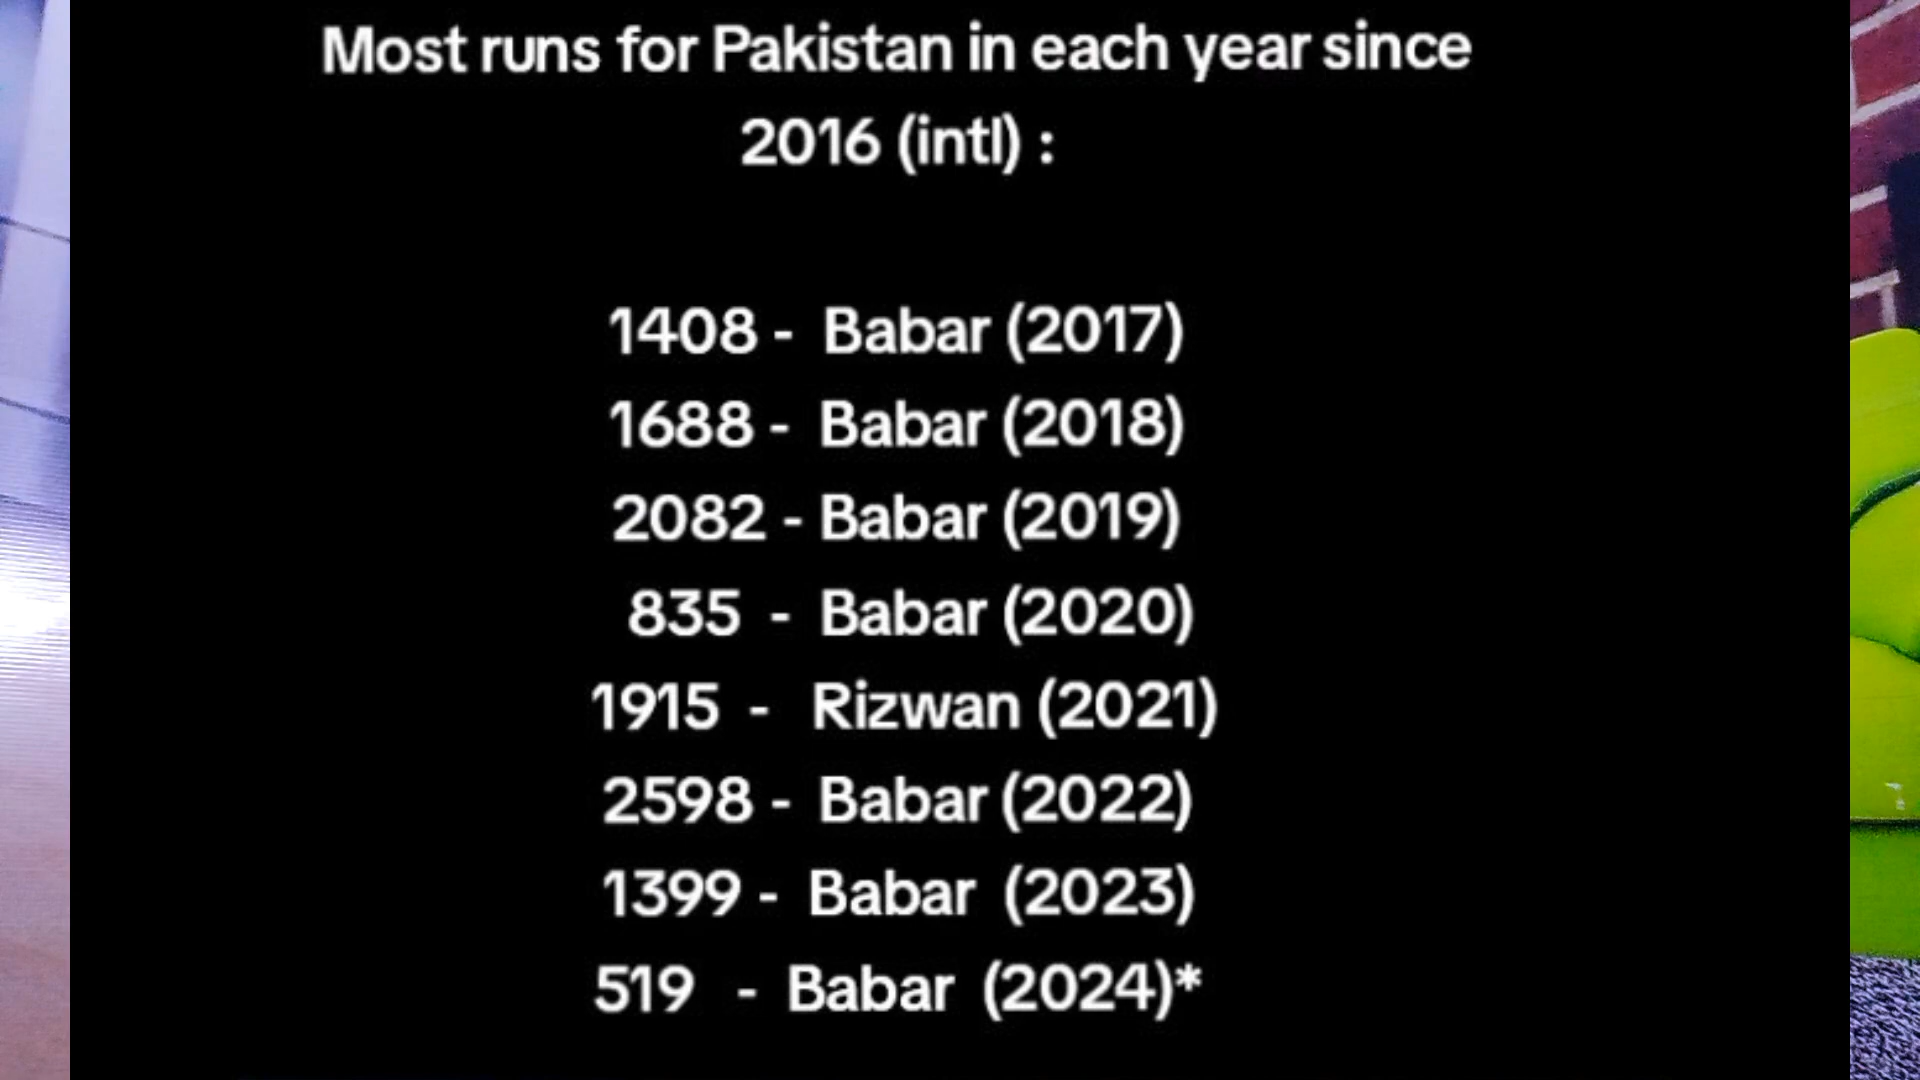 Most runs for Pakistan in each year since
2016 (intl) :
1408 - Babar (2017)
1688 - Babar (2018)
2082 - Babar (2019)
835 - Babar (2020)
1915 - Rizwan (2021)
2598 - Babar (2022)
1399 - Babar (2023)
519 - Babar (2024)*